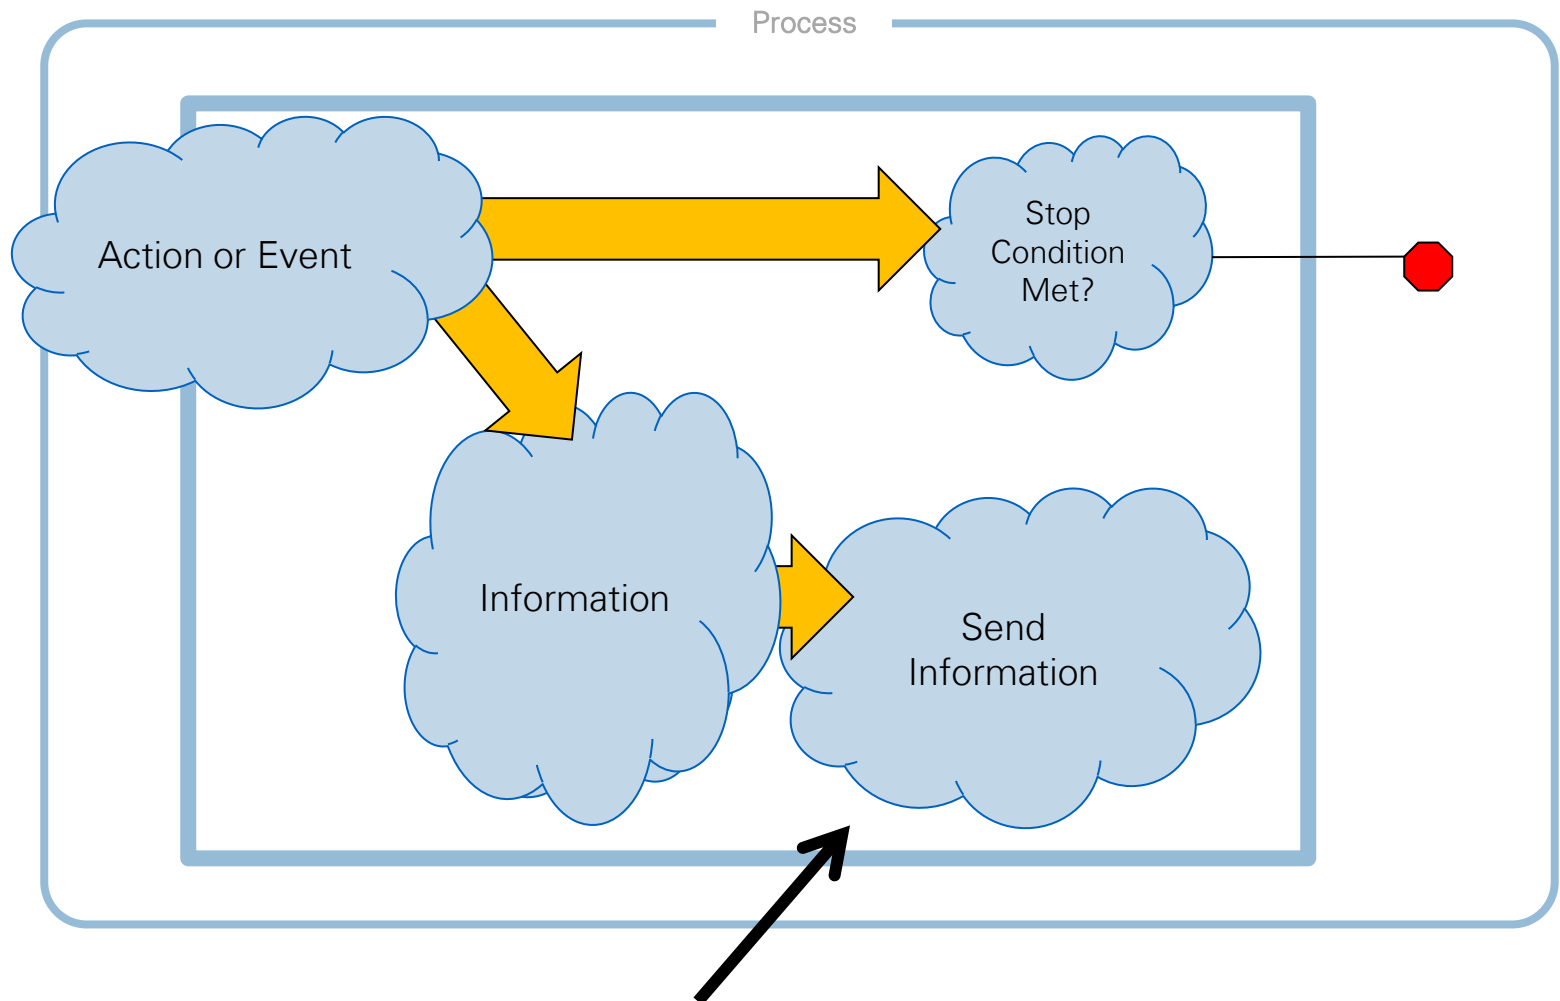 Process
Action or Event
Stop
Condition
Met?
Information
Send
Information